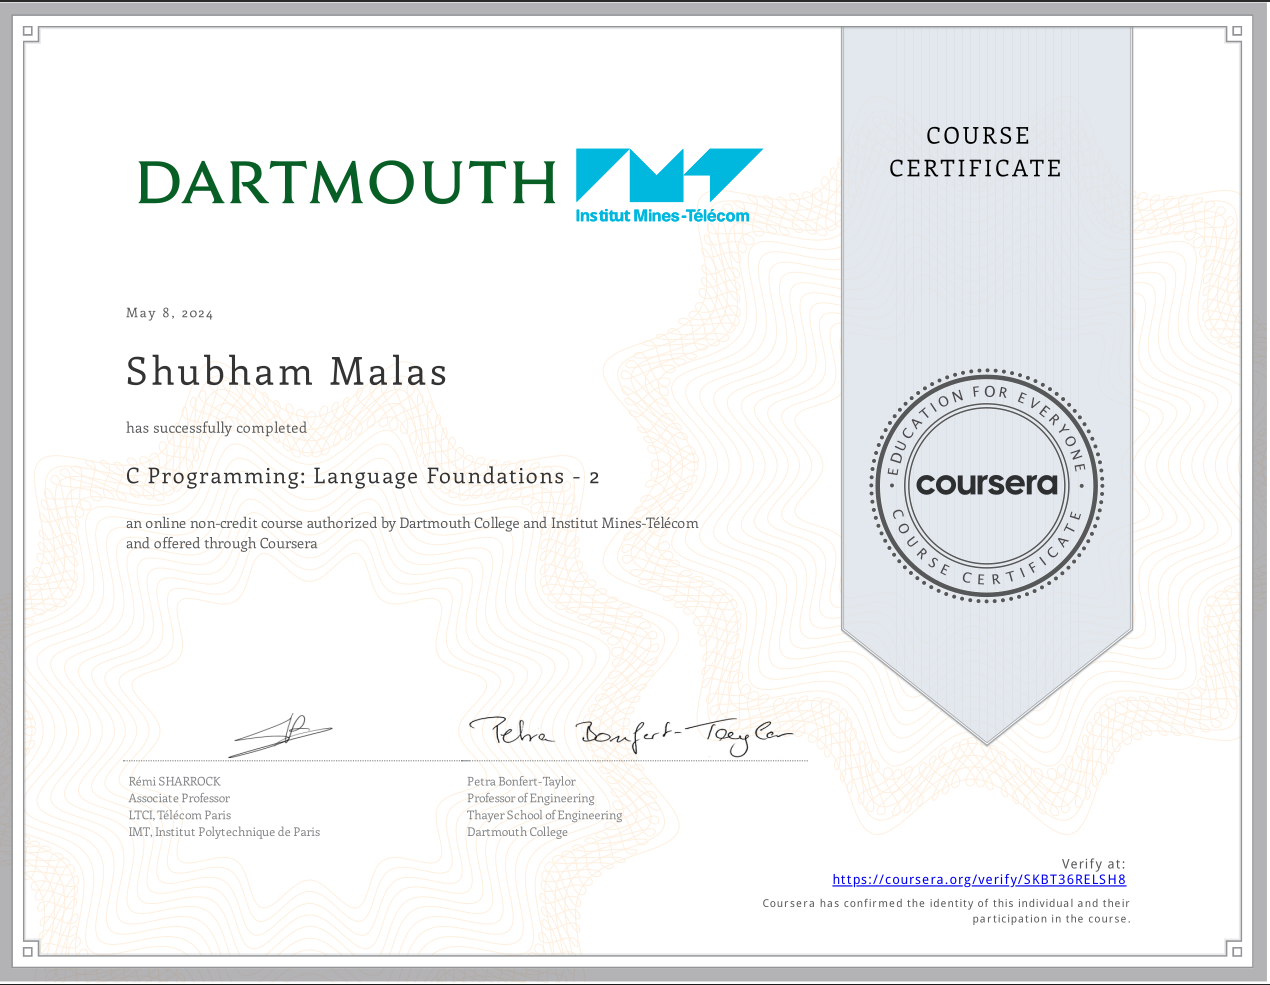 DARTMOUTH
Institut Mines-Télécom
COURSE
CERTIFICATE
May 8, 2024
Shubham Malas
has successfully completed
C Programming: Language Foundations - 2
an online non-credit course authorized by Dartmouth College and Institut Mines-Télécom
and offered through Coursera
EDUCATION FOR EVERYONE
coursera
COURSE CERTIFICATE
Petra Bonfert-Taylor
Rémi SHARROCK
Associate Professor
LTCI, Télécom Paris
IMT, Institut Polytechnique de Paris
Petra Bonfert-Taylor
Professor of Engineering
Thayer School of Engineering
Dartmouth College
Verify at:
https://coursera.org/verify/SKBT36RELSH8
Coursera has confirmed the identity of this individual and their
participation in the course.